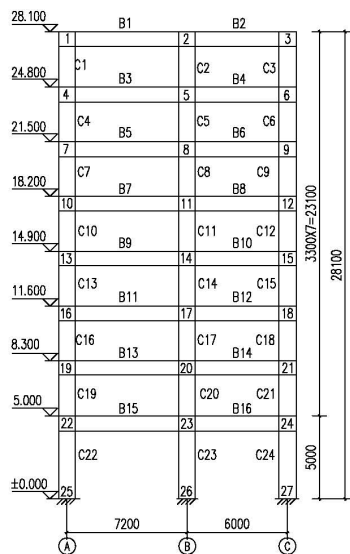 28.100 B1 B2
1 2 3
C1 C2 C3
24.800 B3 B4
4 5 6
C4 C5 C6
21.500 B5 B6
7 8 9
C7 C8 C9
18.200 B7 B8
10 11 12
C10 C11 C12
14.900 B9 B10
13 14 15
C13 C14 C15
11.600 B11 B12
16 17 18
C16 C17 C18
8.300 B13 B14
19 20 21
C19 C20 C21
5.000 B15 B16
22 23 24
C22 C23 C24
±0.000
25 26 27
3300X7=23100
28100
5000
7200 6000
A B C